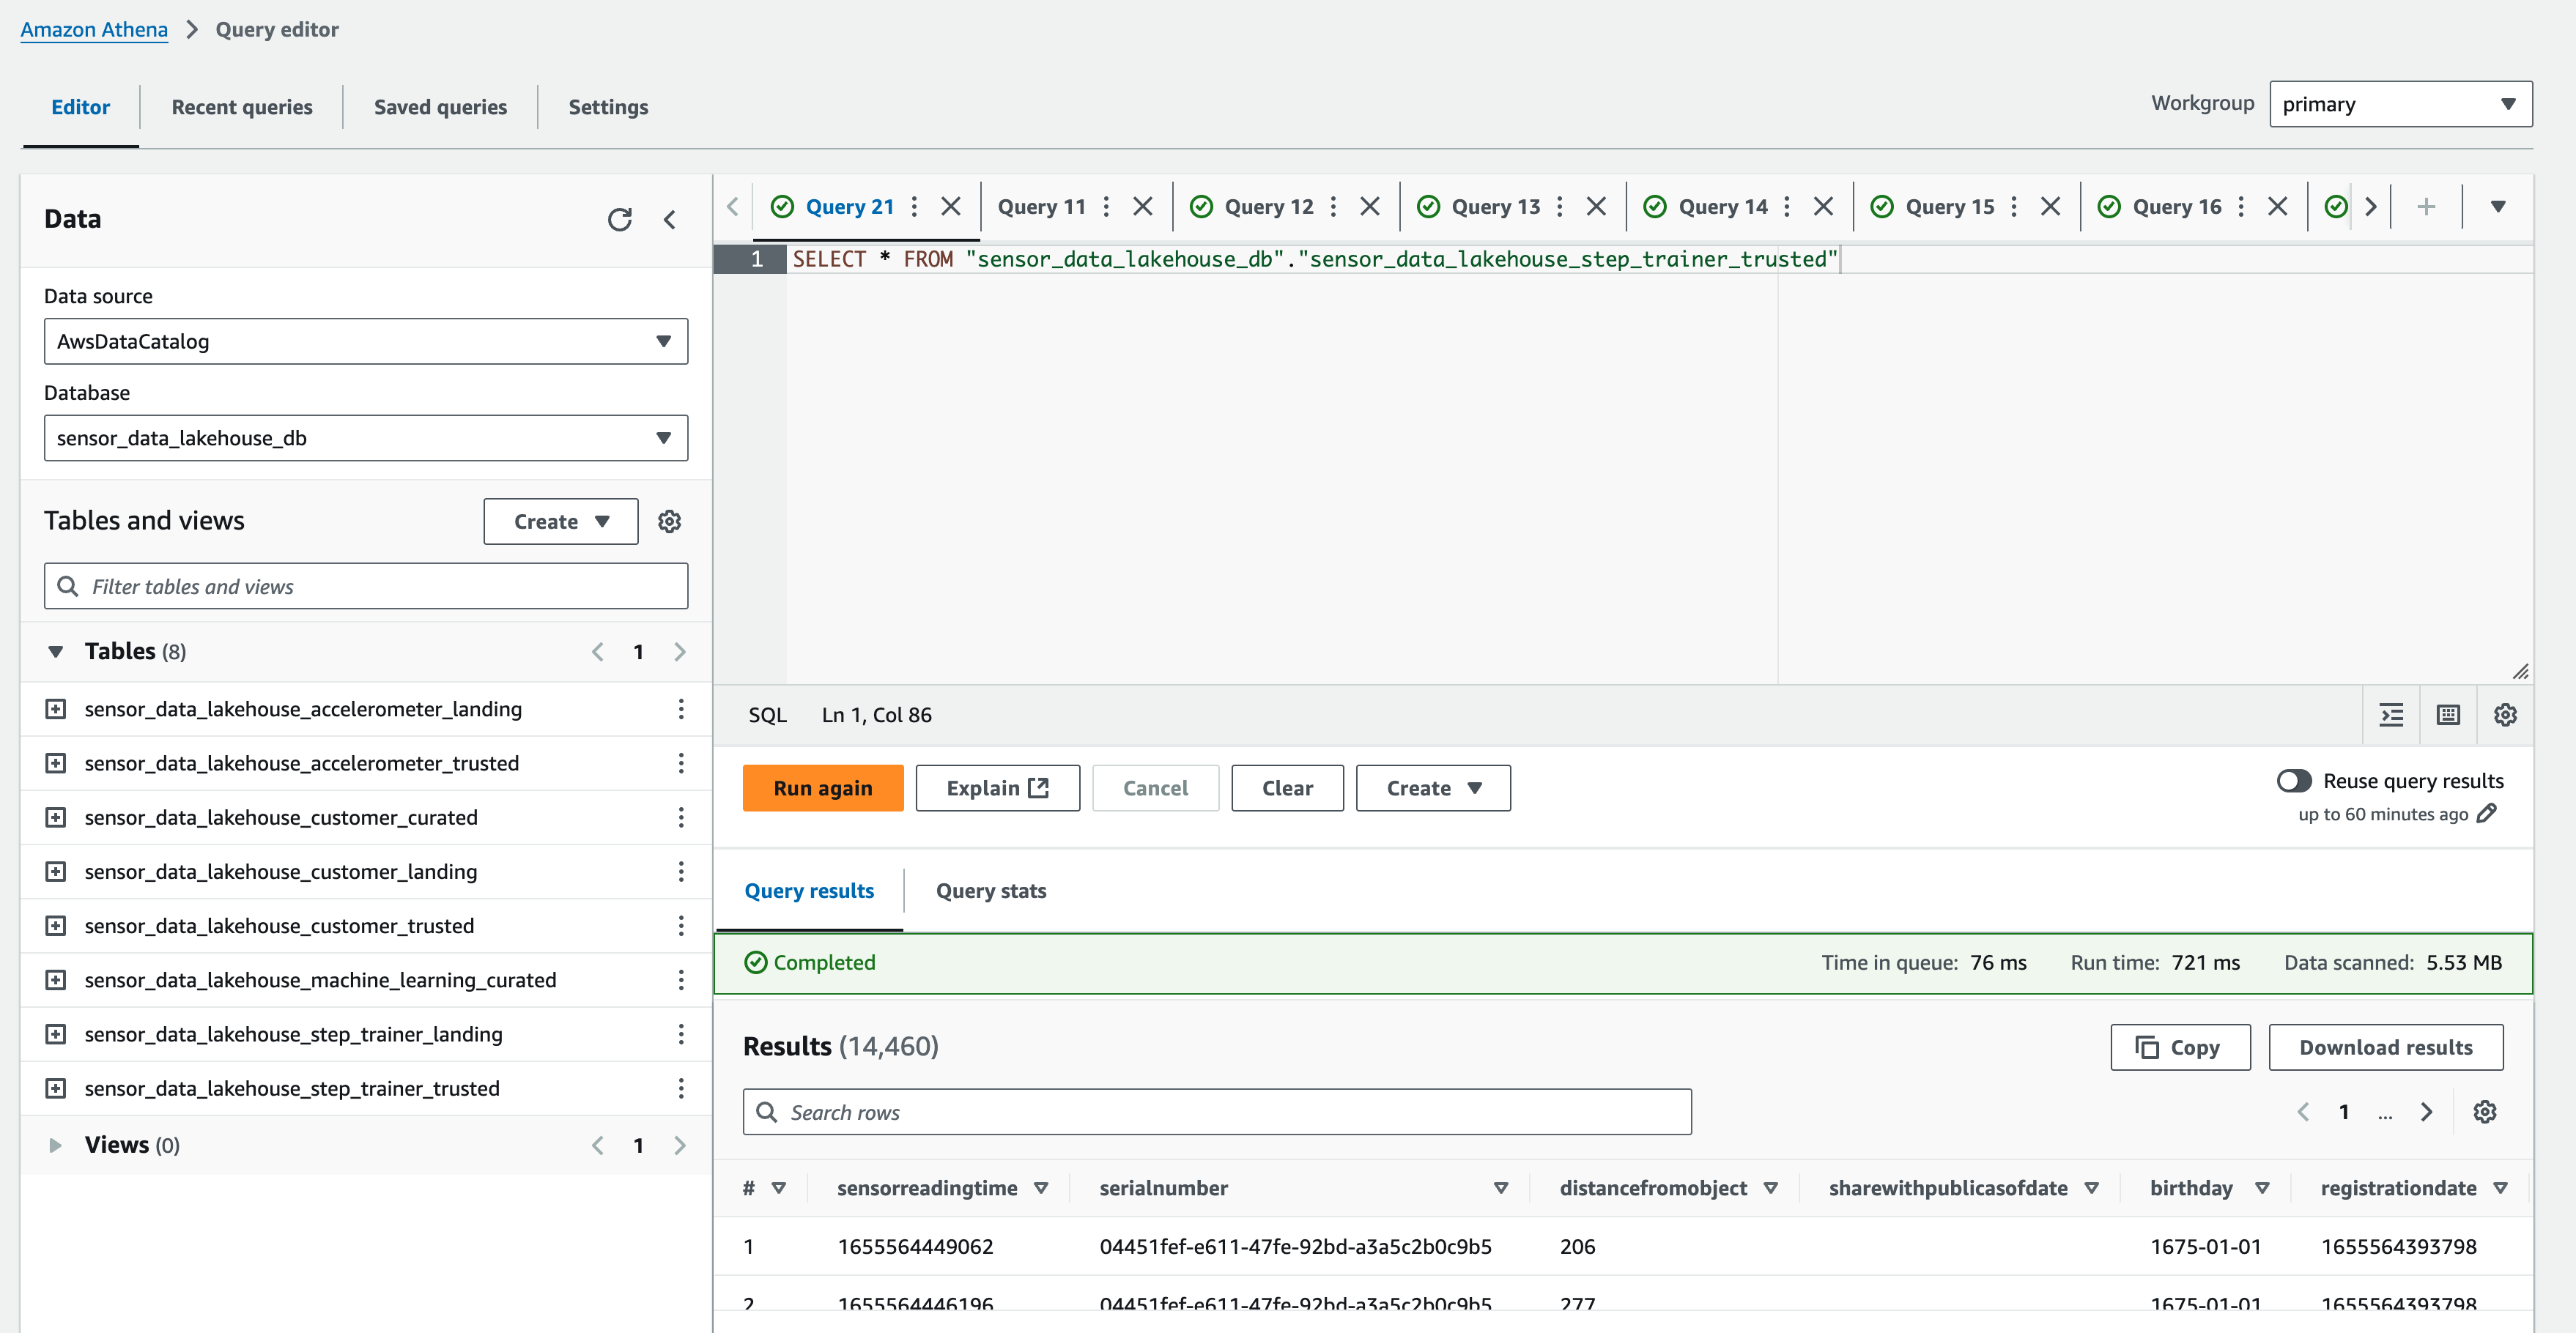 Amazon Athena > Query editor
Editor Recent queries Saved queries Settings
Workgroup primary
Data
Data source
AwsDataCatalog
Database
sensor_data_lakehouse_db
Tables and views Create
Filter tables and views
Tables (8) 1
sensor_data_lakehouse_accelerometer_landing
sensor_data_lakehouse_accelerometer_trusted
sensor_data_lakehouse_customer_curated
sensor_data_lakehouse_customer_landing
sensor_data_lakehouse_customer_trusted
sensor_data_lakehouse_machine_learning_curated
sensor_data_lakehouse_step_trainer_landing
sensor_data_lakehouse_step_trainer_trusted
Views (0) 1
Query 21 Query 11 Query 12 Query 13 Query 14 Query 15 Query 16
1 SELECT * FROM "sensor_data_lakehouse_db"."sensor_data_lakehouse_step_trainer_trusted"
SQL Ln 1, Col 86
Run again Explain Cancel Clear Create
Reuse query results
up to 60 minutes ago
Query results Query stats
Completed Time in queue: 76 ms Run time: 721 ms Data scanned: 5.53 MB
Results (14,460) Copy Download results
Search rows
1 ...
# sensorreadingtime serialnumber distancefromobject sharewithpublicasofdate birthday registrationdate
1 1655564449062 04451fef-e611-47fe-92bd-a3a5c2b0c9b5 206 1675-01-01 1655564393798
2 1655564446196 04451fef-e611-47fe-92bd-a3a5c2b0c9b5 277 1675-01-01 1655564393798